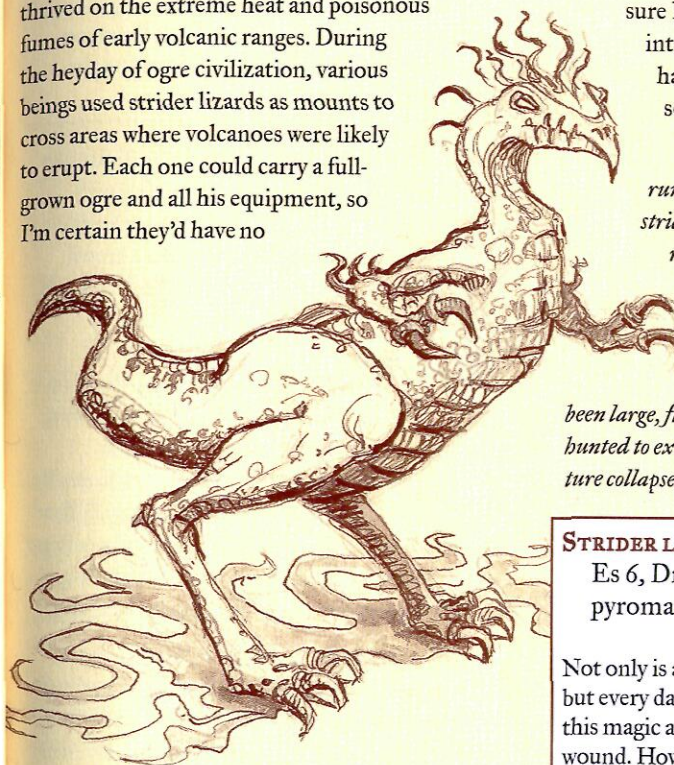 thrived on the extreme heat and poisonous
fumes of early volcanic ranges. During
the heyday of ogre civilization, various
beings used strider lizards as mounts to
cross areas where volcanoes were likely
to erupt. Each one could carry a full-
grown ogre and all his equipment, so
I'm certain they'd have no
sure
int
ha
run
stri
been large, f
hunted to ex
ture collapse
STRIDER L
Es 6, D
pyroma
Not only is a
but every da
this magic a
wound. How